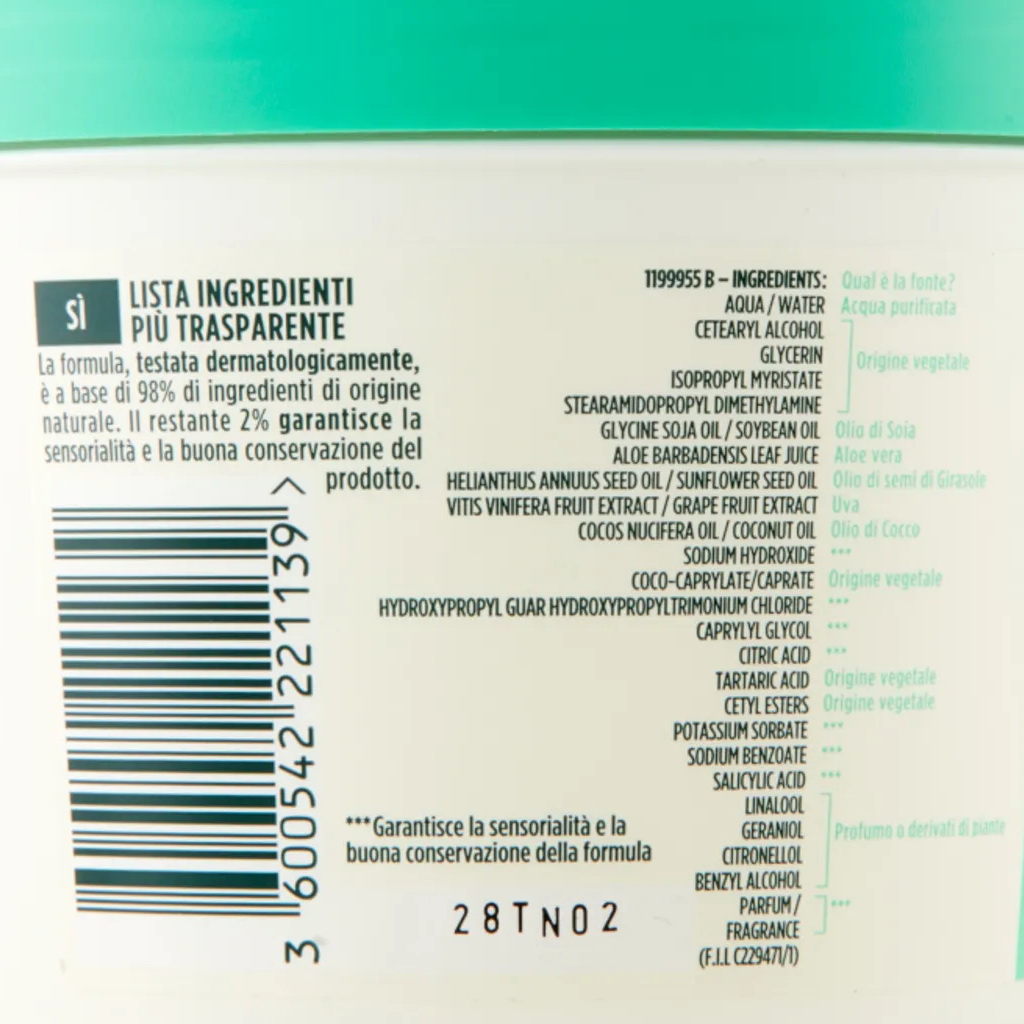 SÌ
LISTA INGREDIENTI
PIÙ TRASPARENTE
La formula, testata dermatologicamente,
è a base di 98% di ingredienti di origine
naturale. Il restante 2% garantisce la
sensorialità e la buona conservazione del
prodotto.
3 600542 221139 >
***Garantisce la sensorialità e la
buona conservazione della formula
28TN02
1199955 B – INGREDIENTS: Qual è la fonte?
AQUA / WATER Acqua purificata
CETEARYL ALCOHOL
GLYCERIN Origine vegetale
ISOPROPYL MYRISTATE
STEARAMIDOPROPYL DIMETHYLAMINE
GLYCINE SOJA OIL / SOYBEAN OIL Olio di Soia
ALOE BARBADENSIS LEAF JUICE Aloe vera
HELIANTHUS ANNUUS SEED OIL / SUNFLOWER SEED OIL Olio di semi di Girasole
VITIS VINIFERA FRUIT EXTRACT / GRAPE FRUIT EXTRACT Uva
COCOS NUCIFERA OIL / COCONUT OIL Olio di Cocco
SODIUM HYDROXIDE ***
COCO-CAPRYLATE/CAPRATE Origine vegetale
HYDROXYPROPYL GUAR HYDROXYPROPYLTRIMONIUM CHLORIDE ***
CAPRYLYL GLYCOL ***
CITRIC ACID ***
TARTARIC ACID Origine vegetale
CETYL ESTERS Origine vegetale
POTASSIUM SORBATE ***
SODIUM BENZOATE ***
SALICYLIC ACID ***
LINALOOL
GERANIOL Profumo o derivati di piante
CITRONELLOL
BENZYL ALCOHOL
PARFUM / ***
FRAGRANCE
(F.I.L C229471/1)